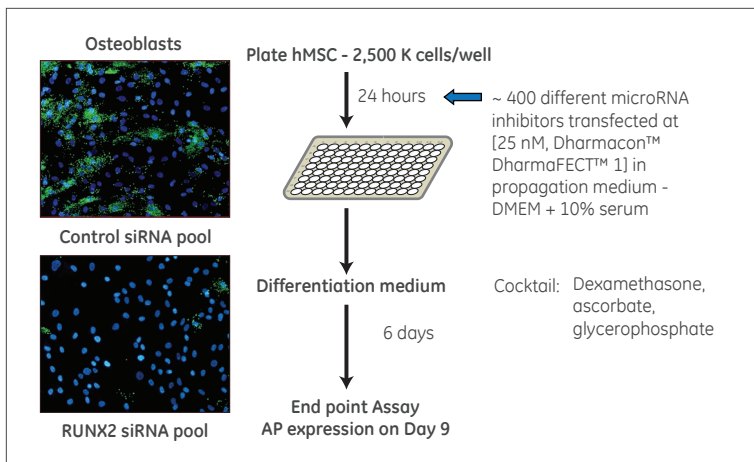 Osteoblasts
Control siRNA pool
RUNX2 siRNA pool
Plate hMSC - 2,500 K cells/well
24 hours
~ 400 different microRNA
inhibitors transfected at
[25 nM, Dharmacon™
DharmaFECT™ 1] in
propagation medium -
DMEM + 10% serum
Differentiation medium
Cocktail: Dexamethasone,
ascorbate,
glycerophosphate
6 days
End point Assay
AP expression on Day 9